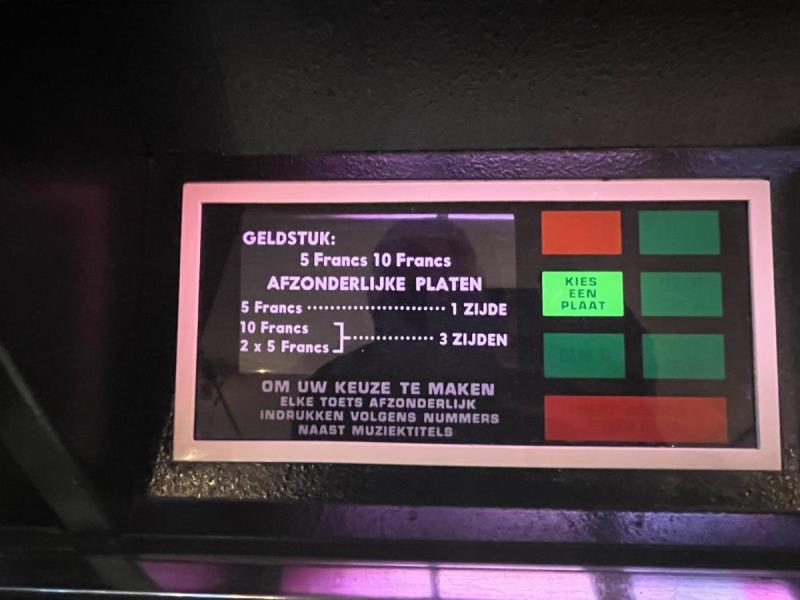 GELDSTUK:
5 Francs 10 Francs
AFZONDERLIJKE PLATEN
5 Francs ························ 1 ZIJDE
10 Francs
2 x 5 Francs ··············· 3 ZIJDEN
OM UW KEUZE TE MAKEN
ELKE TOETS AFZONDERLIJK
INDRUKKEN VOLGENS NUMMERS
NAAST MUZIEKTITELS
KIES
EEN
PLAAT